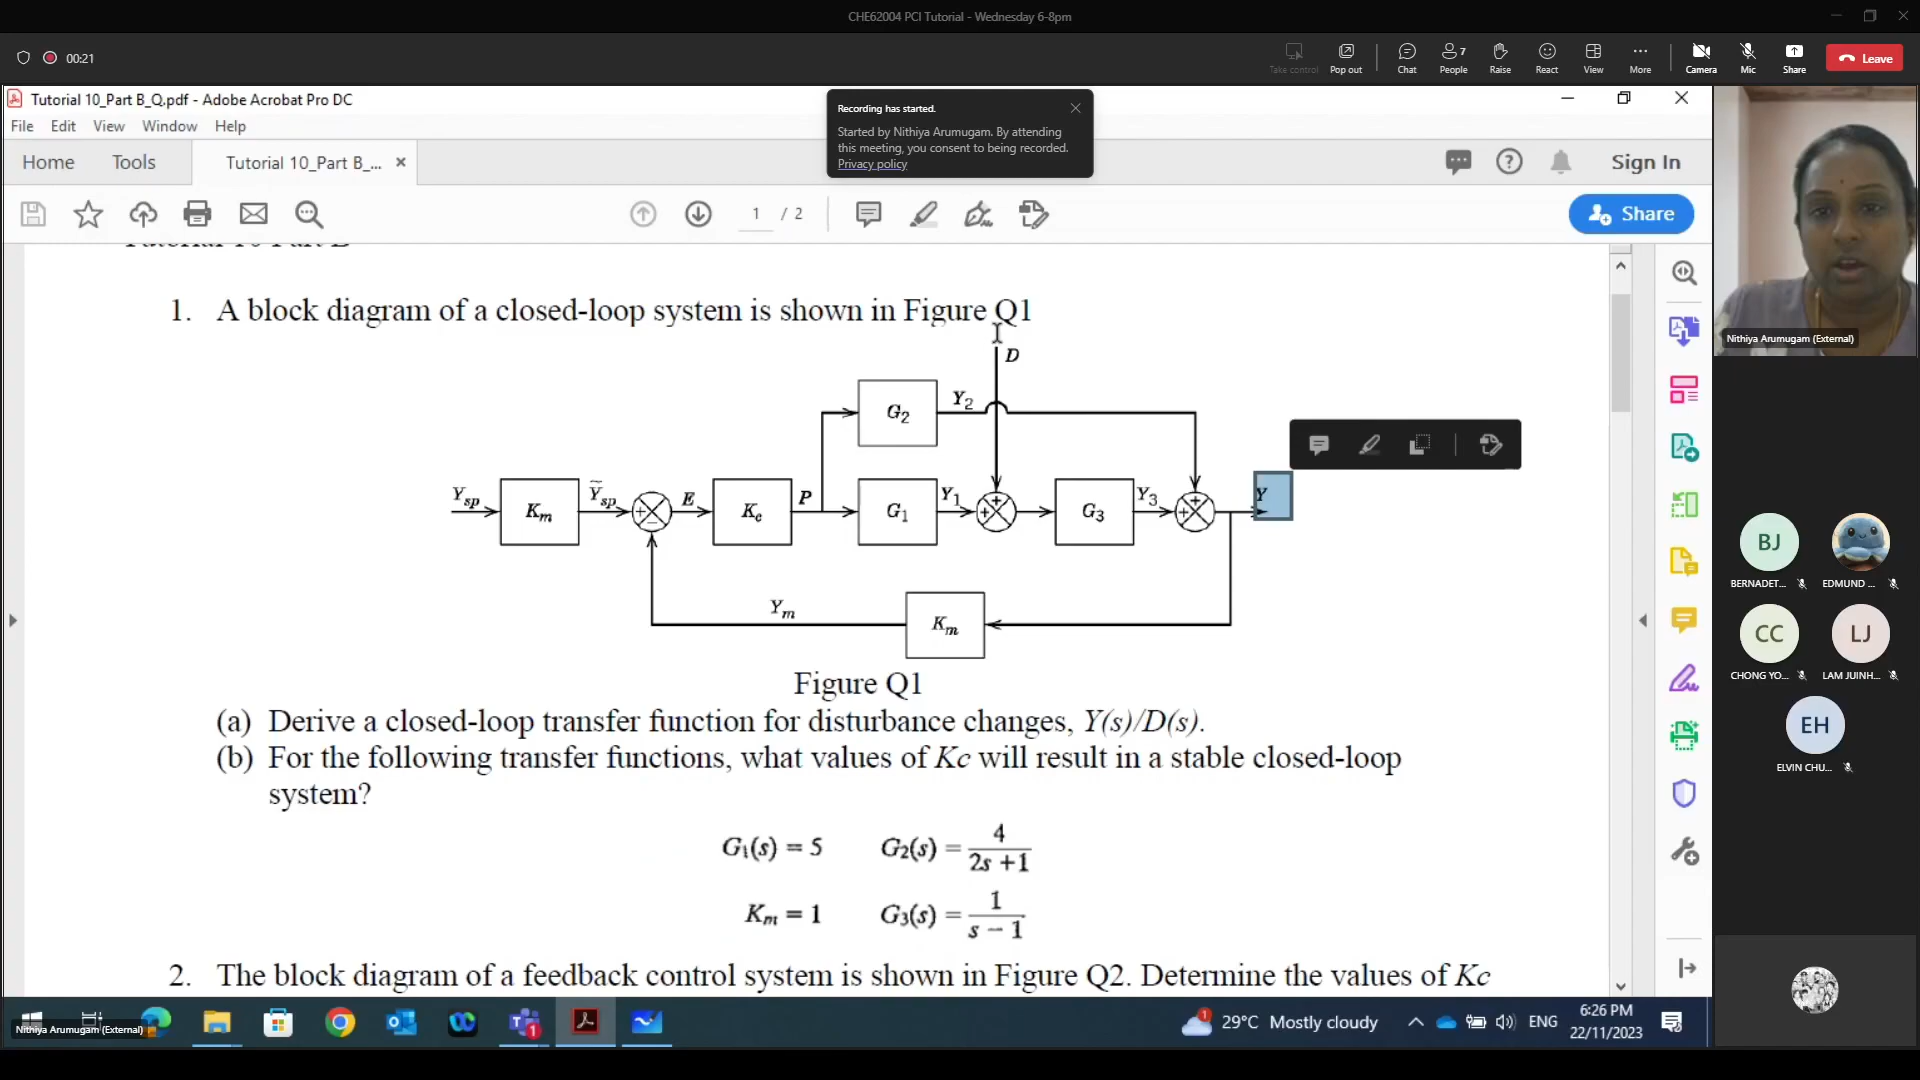 CHE62004 PCI Tutorial - Wednesday 6-8pm
00:21
Take control
Pop out
Chat
7
People
Raise
React
View
More
Camera
Mic
Share
Leave
Tutorial 10_Part B_Q.pdf - Adobe Acrobat Pro DC
File Edit View Window Help
Recording has started.
Started by Nithiya Arumugam. By attending
this meeting, you consent to being recorded.
Privacy policy
Home Tools Tutorial 10_Part B_... ×
Sign In
1 / 2
Share
Tutorial 10 Part B
1. A block diagram of a closed-loop system is shown in Figure Q1
D
G2
Y2
Ysp
Km
Ỹsp
E
Kc
P
G1
Y1
G3
Y3
Y
Ym
Km
Figure Q1
(a) Derive a closed-loop transfer function for disturbance changes, Y(s)/D(s).
(b) For the following transfer functions, what values of Kc will result in a stable closed-loop
system?
G1(s) = 5 G2(s) = 4 / 2s +1
Km = 1 G3(s) = 1 / s − 1
2. The block diagram of a feedback control system is shown in Figure Q2. Determine the values of Kc
Nithiya Arumugam (External)
BJ
BERNADET...
EDMUND ...
CC
CHONG YO...
LJ
LAM JUINH...
EH
ELVIN CHU...
Nithiya Arumugam (External)
1
1
29°C Mostly cloudy
ENG
6:26 PM
22/11/2023